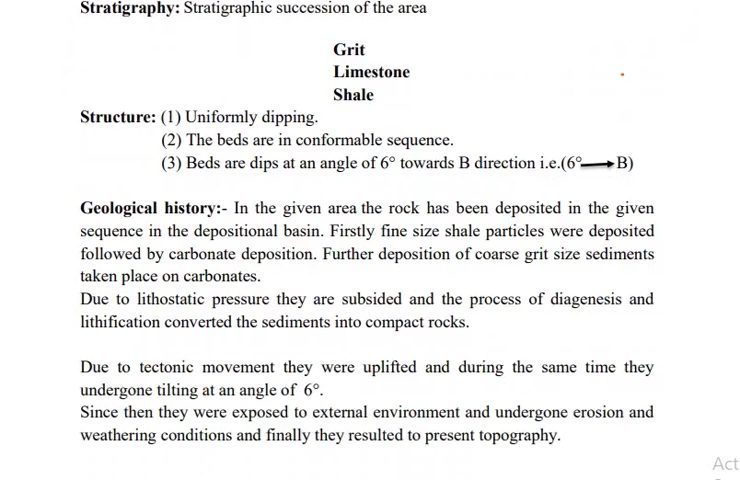 Stratigraphy: Stratigraphic succession of the area
Grit
Limestone
Shale
Structure: (1) Uniformly dipping.
(2) The beds are in conformable sequence.
(3) Beds are dips at an angle of 6° towards B direction i.e.(6°⟶B)
Geological history:- In the given area the rock has been deposited in the given
sequence in the depositional basin. Firstly fine size shale particles were deposited
followed by carbonate deposition. Further deposition of coarse grit size sediments
taken place on carbonates.
Due to lithostatic pressure they are subsided and the process of diagenesis and
lithification converted the sediments into compact rocks.
Due to tectonic movement they were uplifted and during the same time they
undergone tilting at an angle of 6°.
Since then they were exposed to external environment and undergone erosion and
weathering conditions and finally they resulted to present topography.
Act